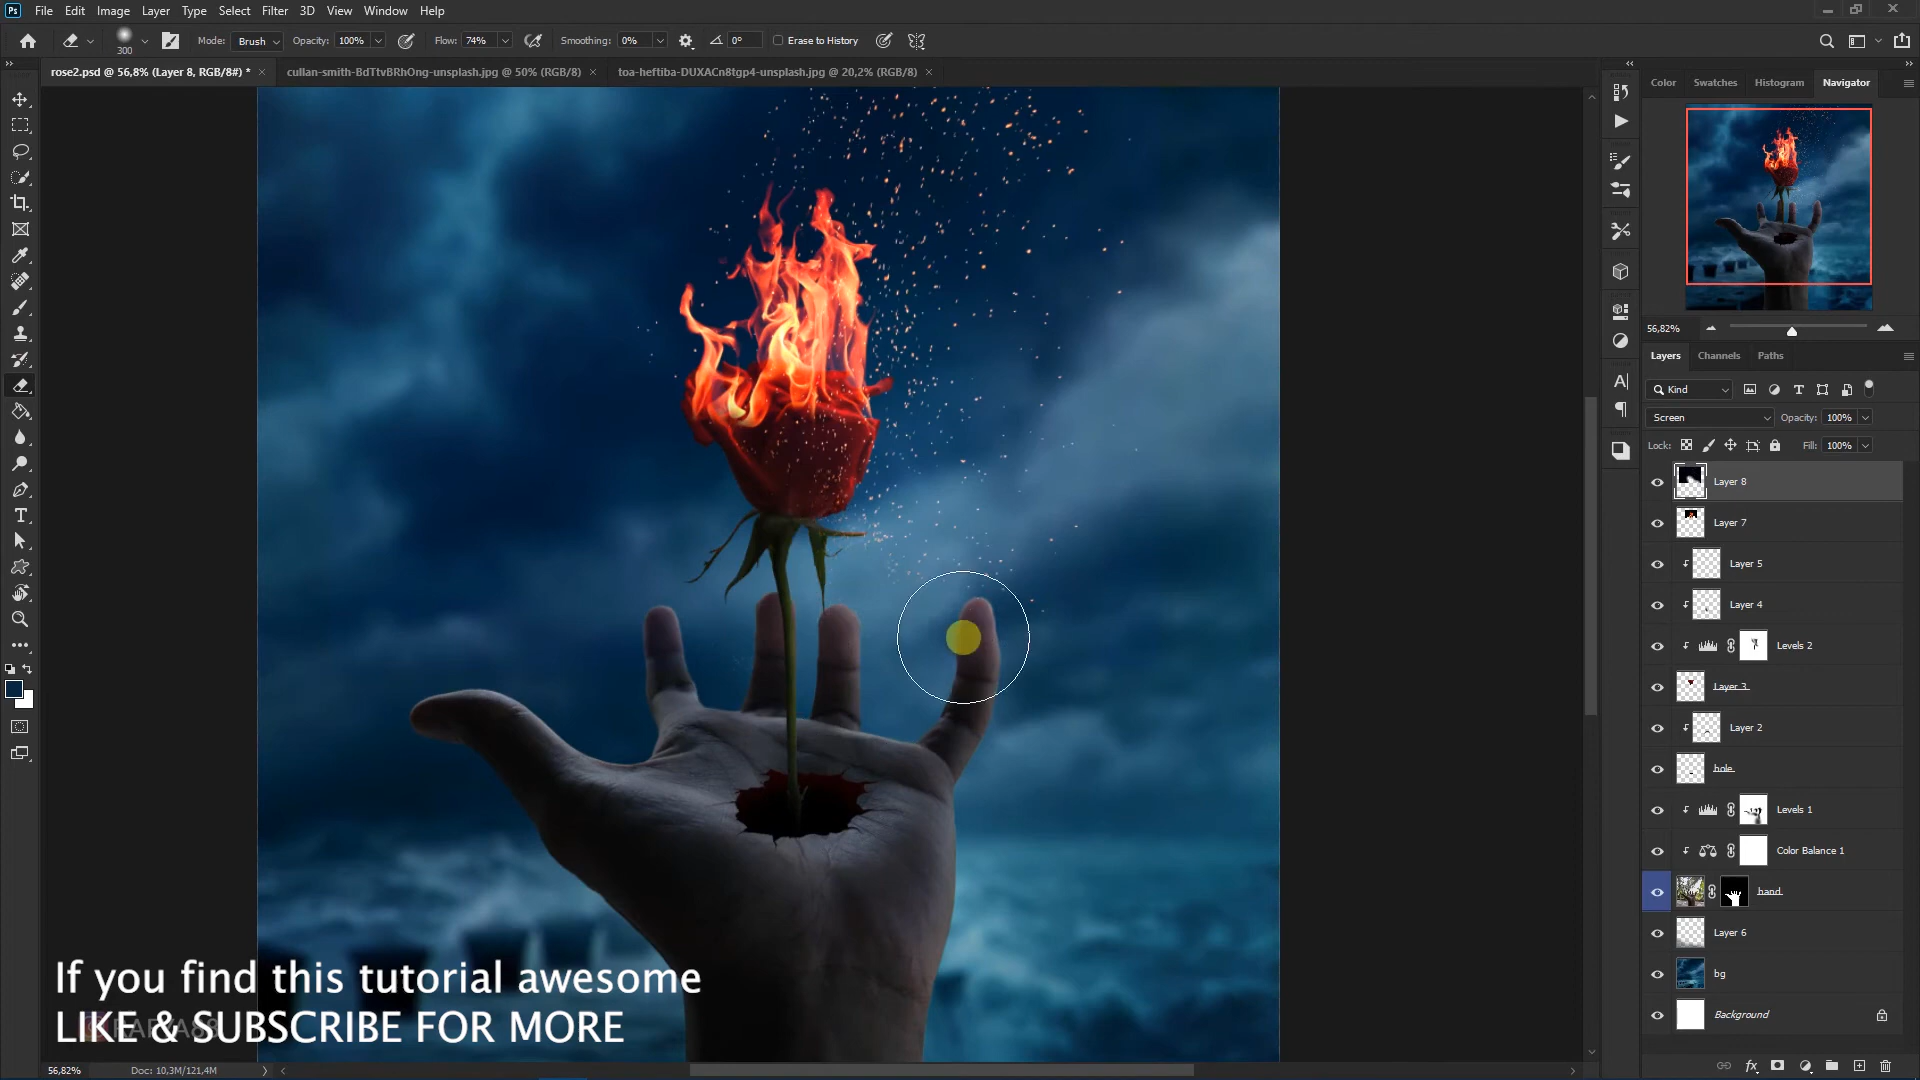 Ps File Edit Image Layer Type Select Filter 3D View Window Help
300 Mode: Brush Opacity: 100% Flow: 74% Smoothing: 0% 0° Erase to History
rose2.psd @ 56,8% (Layer 8, RGB/8#) * × cullan-smith-BdTtvBRhOng-unsplash.jpg @ 50% (RGB/8) × toa-heftiba-DUXACn8tgp4-unsplash.jpg @ 20,2% (RGB/8) ×
Color Swatches Histogram Navigator
56,82%
Layers Channels Paths
Kind
Screen Opacity: 100%
Lock: Fill: 100%
Layer 8
Layer 7
Layer 5
Layer 4
Levels 2
Layer 3
Layer 2
hole
Levels 1
Color Balance 1
hand
Layer 6
bg
Background
If you find this tutorial awesome
LIKE & SUBSCRIBE FOR MORE
56,82% Doc: 10,3M/121,4M